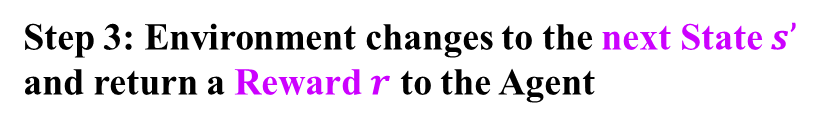 Step 3: Environment changes to the next State s′
and return a Reward r to the Agent